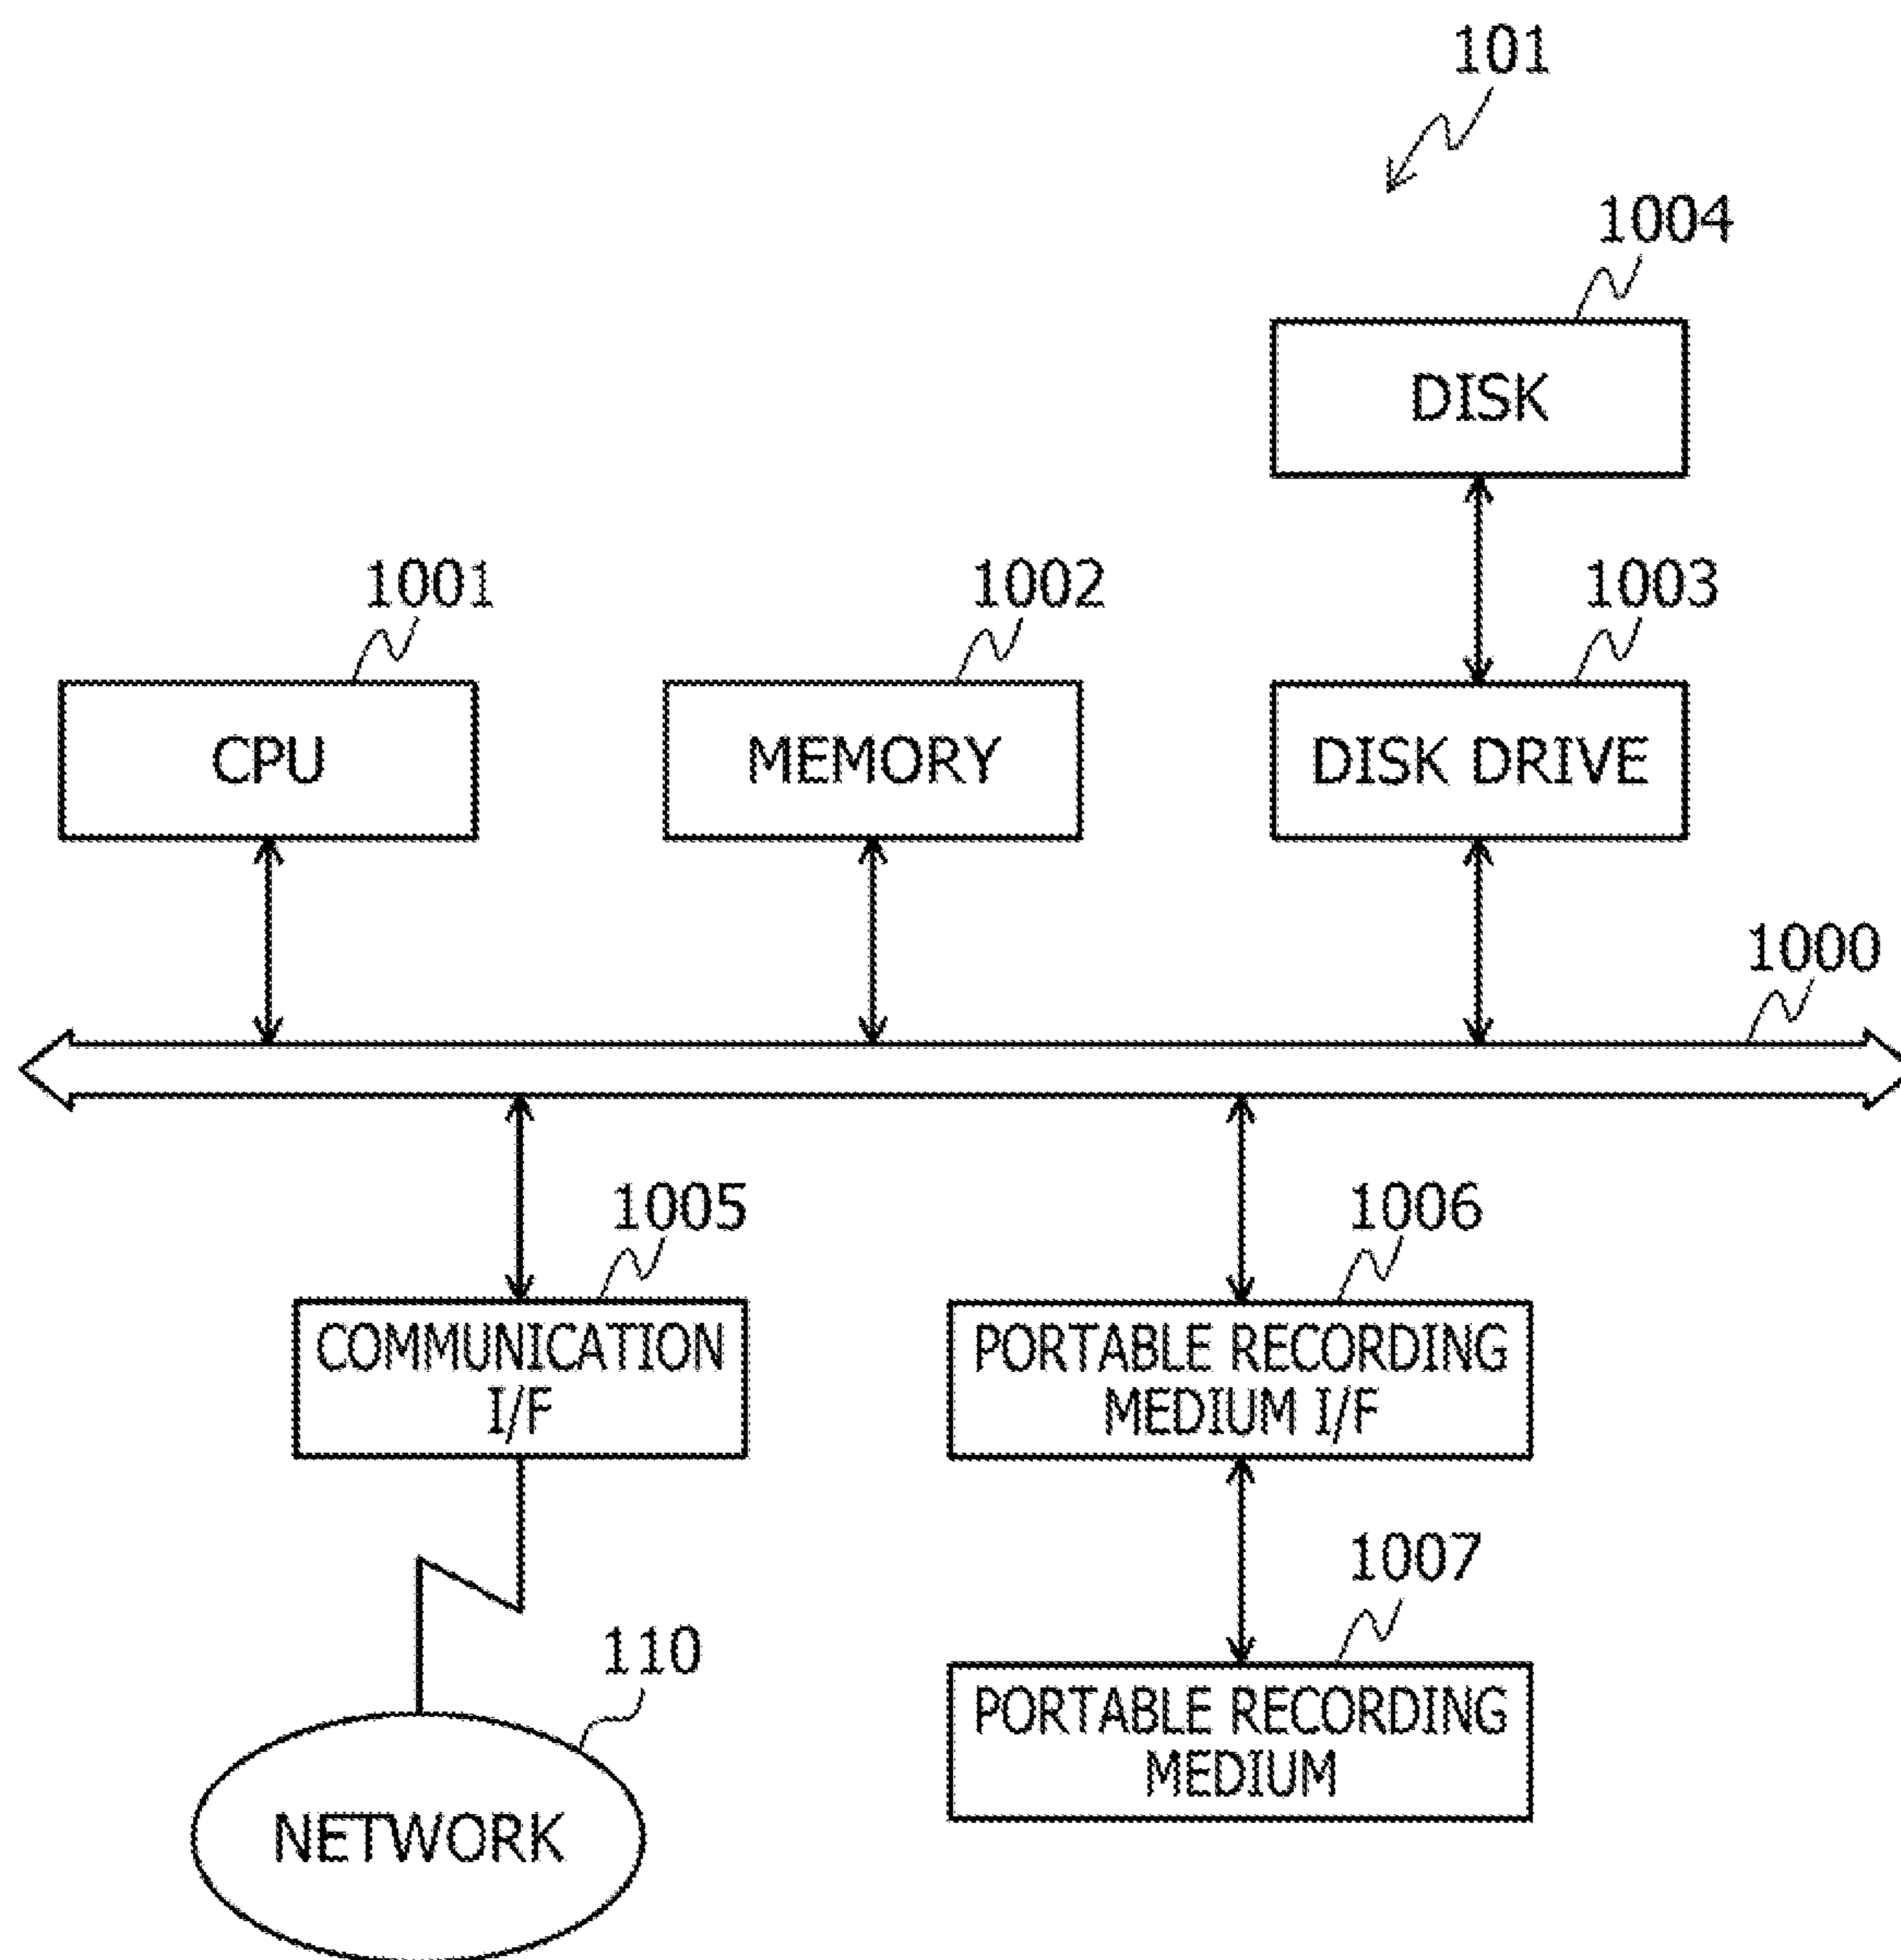 101
1004
DISK
1001
1002
1003
CPU
MEMORY
DISK DRIVE
1000
1005
1006
COMMUNICATION
I/F
PORTABLE RECORDING
MEDIUM I/F
1007
110
PORTABLE RECORDING
MEDIUM
NETWORK